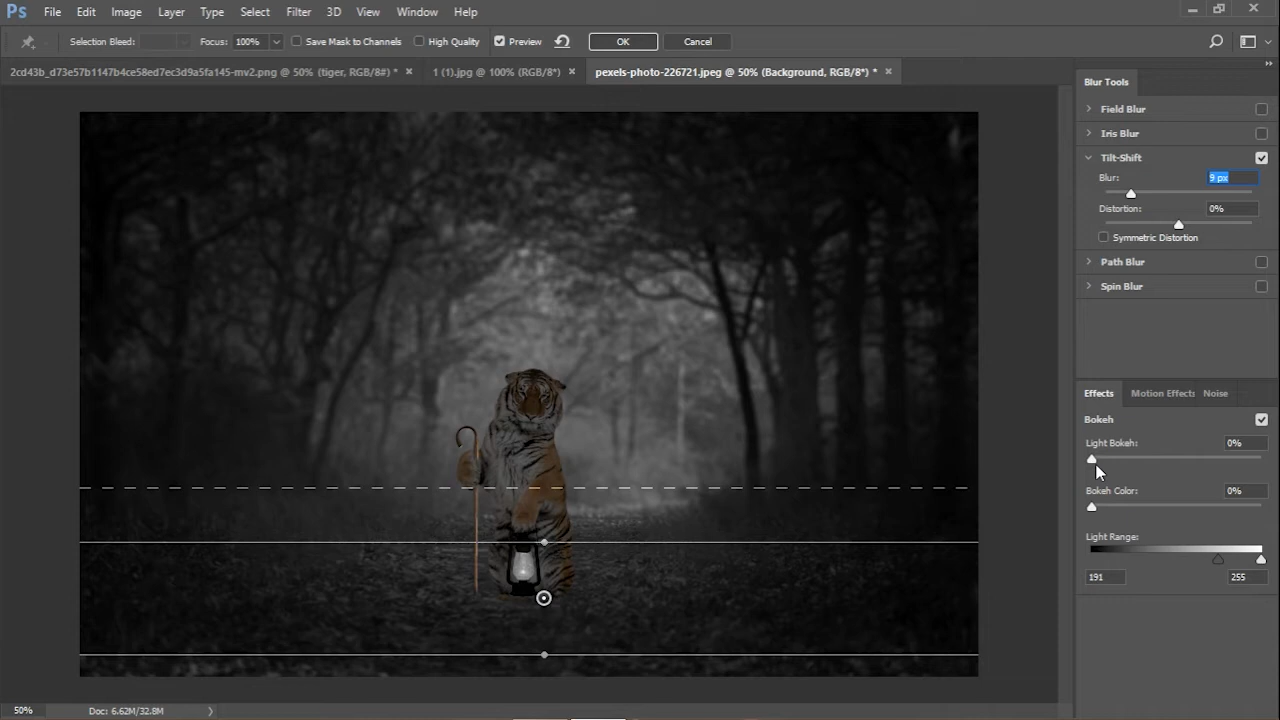 Ps File Edit Image Layer Type Select Filter 3D View Window Help
Selection Bleed: Focus: 100% Save Mask to Channels High Quality Preview OK Cancel
2cd43b_d73e57b1147b4ce58ed7ec3d9a5fa145-mv2.png @ 50% (tiger, RGB/8#) * 1 (1).jpg @ 100% (RGB/8*) pexels-photo-226721.jpeg @ 50% (Background, RGB/8*) *
Blur Tools
Field Blur
Iris Blur
Tilt-Shift
Blur: 9 px
Distortion: 0%
Symmetric Distortion
Path Blur
Spin Blur
Effects Motion Effects Noise
Bokeh
Light Bokeh: 0%
Bokeh Color: 0%
Light Range:
191 255
50% Doc: 6.62M/32.8M